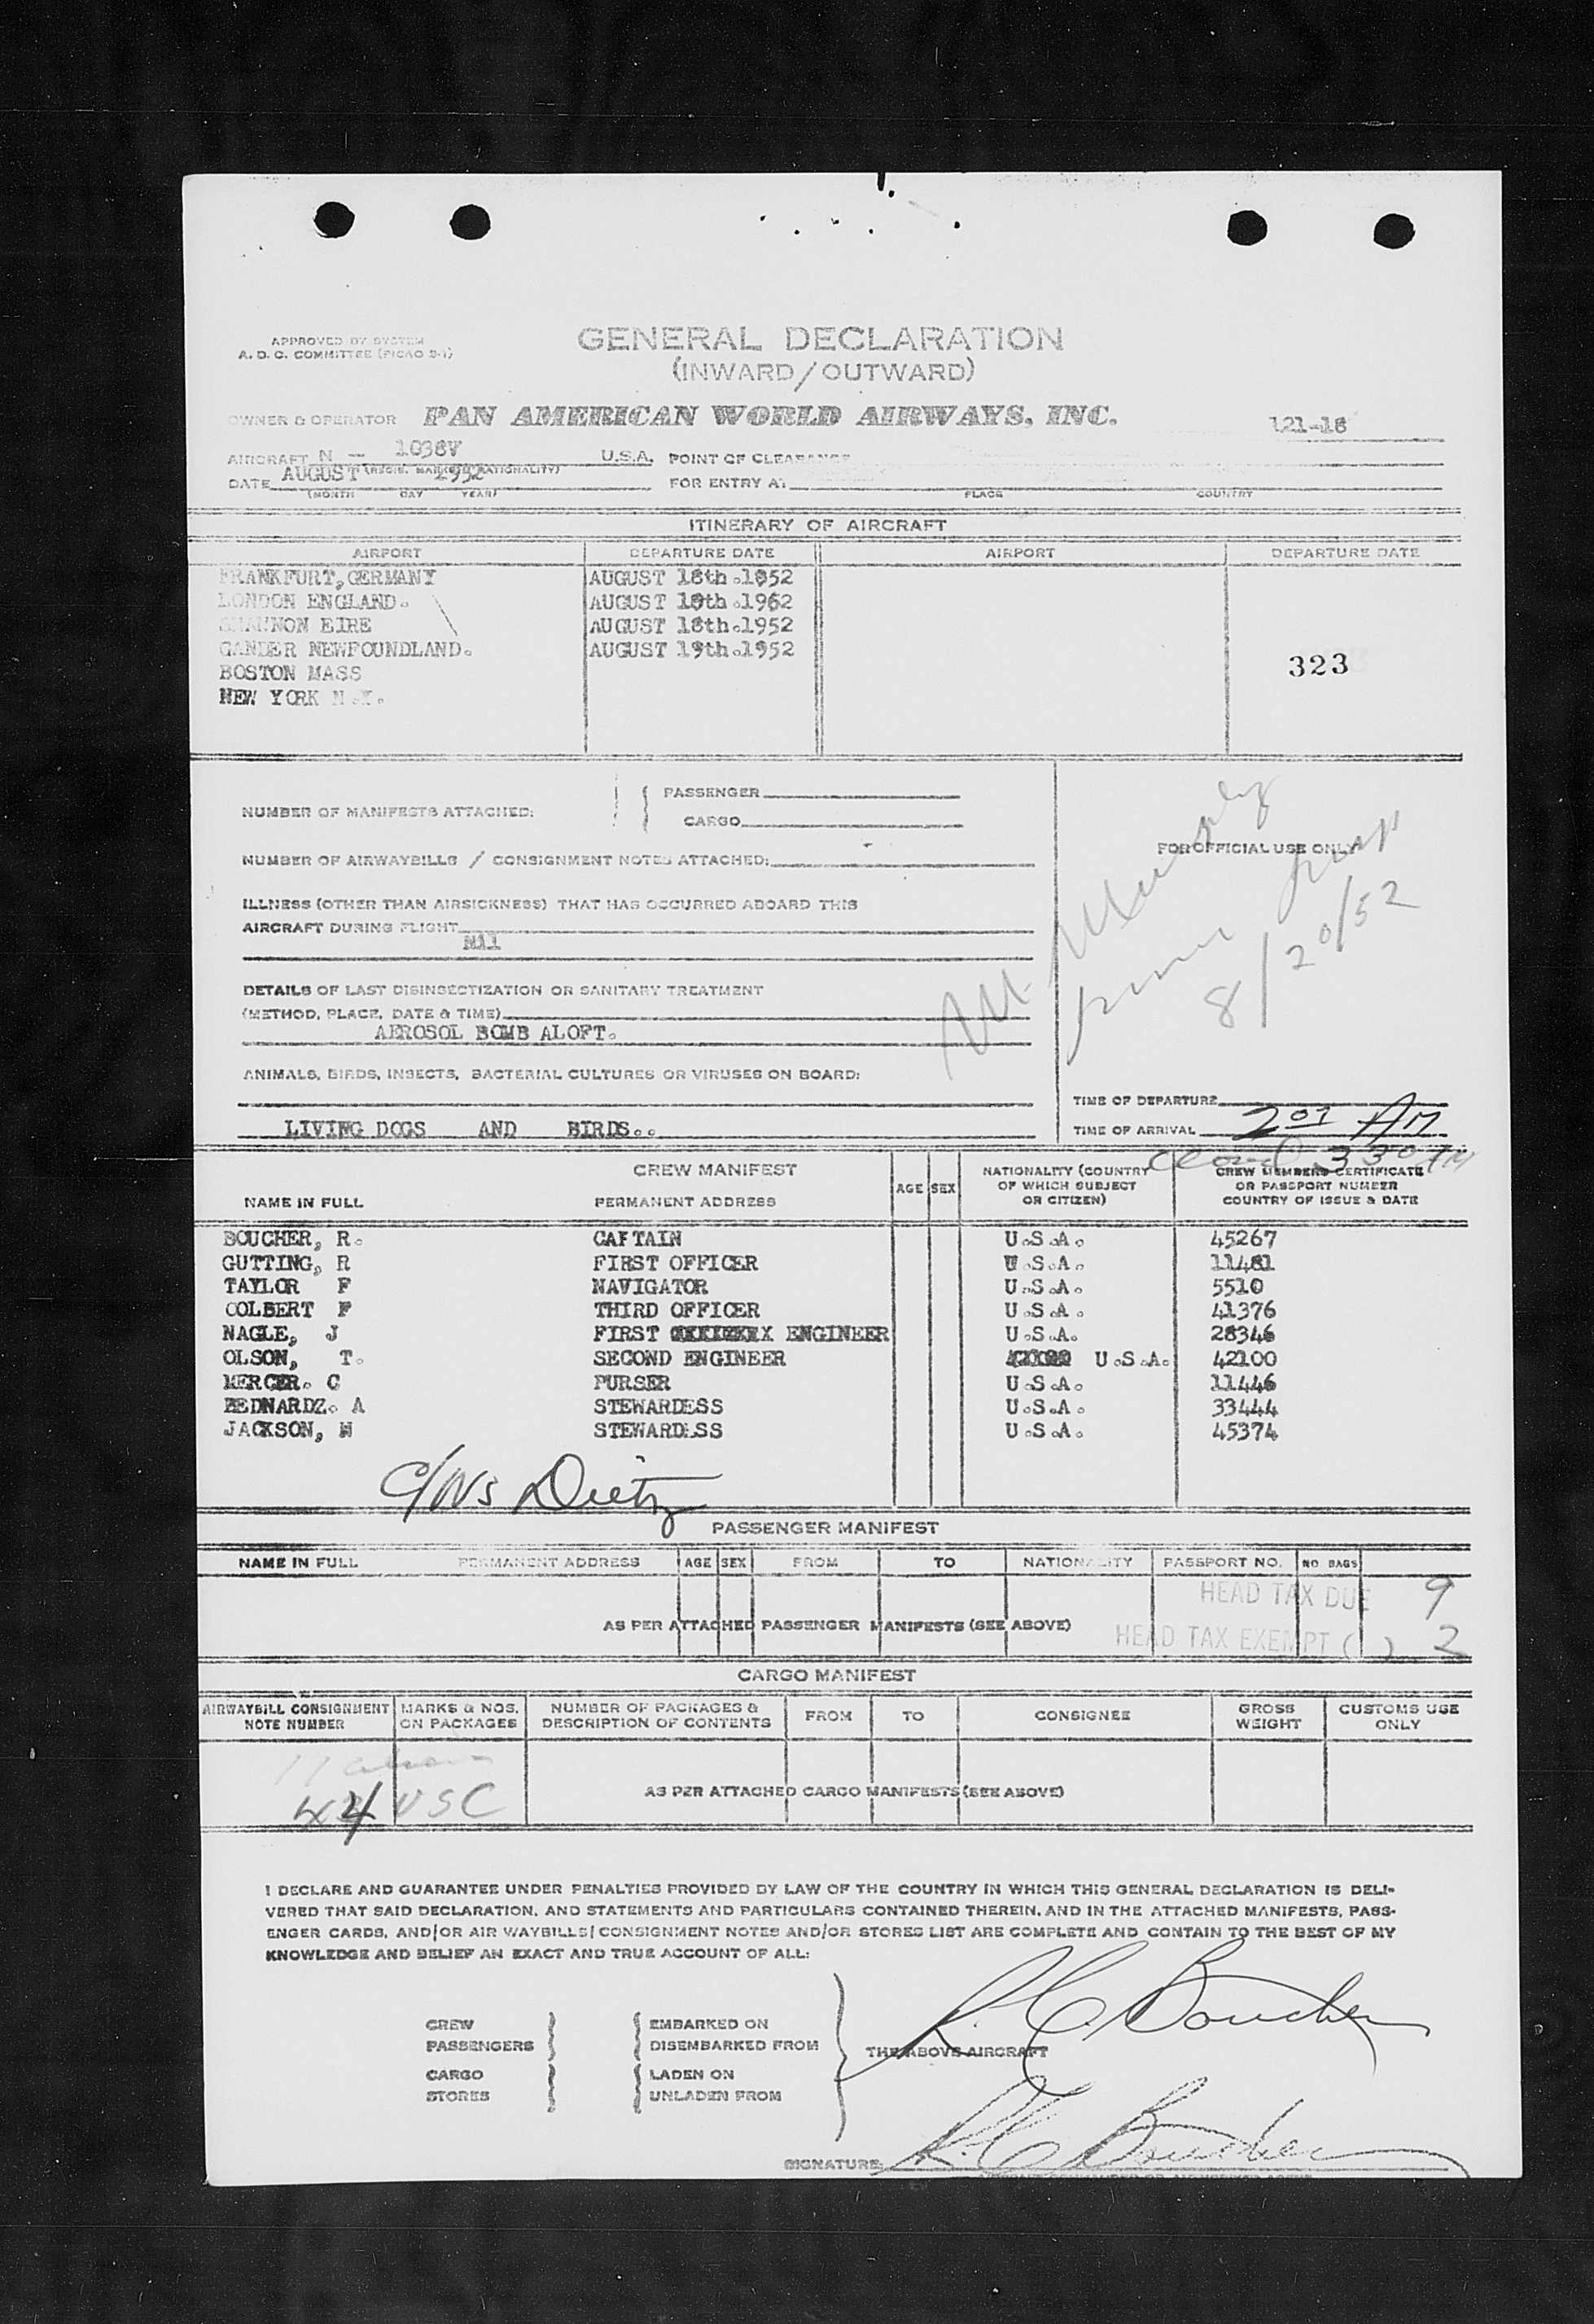 APPROVED BY SYSTEM
A. D. C. COMMITTEE (PICAO 9-1)
GENERAL DECLARATION
(INWARD/OUTWARD)
OWNER & OPERATOR PAN AMERICAN WORLD AIRWAYS, INC. 121-18
AIRCRAFT N - 1038V U.S.A. POINT OF CLEARANCE
DATE AUGUST 1952 FOR ENTRY AT
(MONTH DAY YEAR) PLACE COUNTRY
ITINERARY OF AIRCRAFT
AIRPORT DEPARTURE DATE AIRPORT DEPARTURE DATE
FRANKFURT, GERMANY AUGUST 18th.1952
LONDON ENGLAND. AUGUST 18th.1962
SHANNON EIRE AUGUST 18th.1952
GANDER NEWFOUNDLAND. AUGUST 19th.1952
BOSTON MASS 323
NEW YORK N.Y.
NUMBER OF MANIFESTS ATTACHED: PASSENGER
CARGO
FOR OFFICIAL USE ONLY
NUMBER OF AIRWAYBILLS / CONSIGNMENT NOTES ATTACHED:
ILLNESS (OTHER THAN AIRSICKNESS) THAT HAS OCCURRED ABOARD THIS
AIRCRAFT DURING FLIGHT
Nil
8/20/52
DETAILS OF LAST DISINSECTIZATION OR SANITARY TREATMENT
(METHOD, PLACE, DATE & TIME)
AEROSOL BOMB ALOFT.
ANIMALS, BIRDS, INSECTS, BACTERIAL CULTURES OR VIRUSES ON BOARD:
LIVING DOGS AND BIRDS..
TIME OF DEPARTURE
TIME OF ARRIVAL 2 01 AM
330 AM
CREW MANIFEST
NAME IN FULL PERMANENT ADDRESS AGE SEX NATIONALITY (COUNTRY OF WHICH SUBJECT OR CITIZEN) CREW MEMBERS CERTIFICATE OR PASSPORT NUMBER COUNTRY OF ISSUE & DATE
BOUCHER, R. CAPTAIN U.S.A. 45267
GUTTING, R FIRST OFFICER U.S.A. 11481
TAYLOR F NAVIGATOR U.S.A. 5510
COLBERT F THIRD OFFICER U.S.A. 41376
NAGLE, J FIRST ENGINEER U.S.A. 28346
OLSON, T. SECOND ENGINEER U.S.A. 42100
MERCER. C PURSER U.S.A. 11446
BEDNARDZ. A STEWARDESS U.S.A. 33444
JACKSON, H STEWARDESS U.S.A. 45374
C/WS Dietz
PASSENGER MANIFEST
NAME IN FULL PERMANENT ADDRESS AGE SEX FROM TO NATIONALITY PASSPORT NO. NO. BAGS
HEAD TAX DUE 9
AS PER ATTACHED PASSENGER MANIFESTS (SEE ABOVE)
HEAD TAX EXEMPT ( ) 2
CARGO MANIFEST
AIRWAYBILL CONSIGNMENT NOTE NUMBER MARKS & NOS. ON PACKAGES NUMBER OF PACKAGES & DESCRIPTION OF CONTENTS FROM TO CONSIGNEE GROSS WEIGHT CUSTOMS USE ONLY
11
44 USC
AS PER ATTACHED CARGO MANIFESTS (SEE ABOVE)
I DECLARE AND GUARANTEE UNDER PENALTIES PROVIDED BY LAW OF THE COUNTRY IN WHICH THIS GENERAL DECLARATION IS DELI-
VERED THAT SAID DECLARATION, AND STATEMENTS AND PARTICULARS CONTAINED THEREIN, AND IN THE ATTACHED MANIFESTS, PASS-
ENGER CARDS, AND/OR AIR WAYBILLS/CONSIGNMENT NOTES AND/OR STORES LIST ARE COMPLETE AND CONTAIN TO THE BEST OF MY
KNOWLEDGE AND BELIEF AN EXACT AND TRUE ACCOUNT OF ALL:
R. C. Boucher
CREW EMBARKED ON
PASSENGERS DISEMBARKED FROM THE ABOVE AIRCRAFT
CARGO LADEN ON
STORES UNLADEN FROM
SIGNATURE: R. C. Boucher